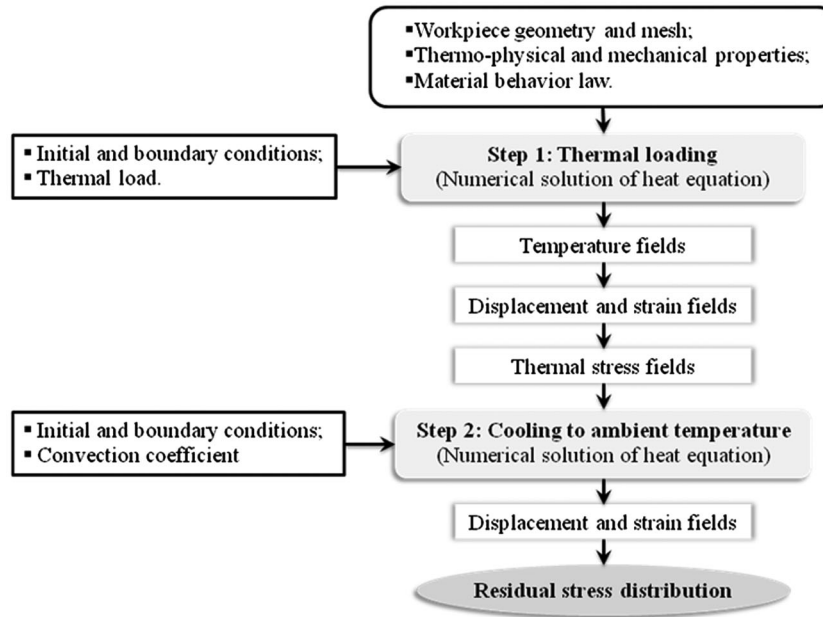 ▪Workpiece geometry and mesh;
▪Thermo-physical and mechanical properties;
▪Material behavior law.
▪ Initial and boundary conditions;
▪ Thermal load.
Step 1: Thermal loading
(Numerical solution of heat equation)
Temperature fields
Displacement and strain fields
Thermal stress fields
▪ Initial and boundary conditions;
▪ Convection coefficient
Step 2: Cooling to ambient temperature
(Numerical solution of heat equation)
Displacement and strain fields
Residual stress distribution